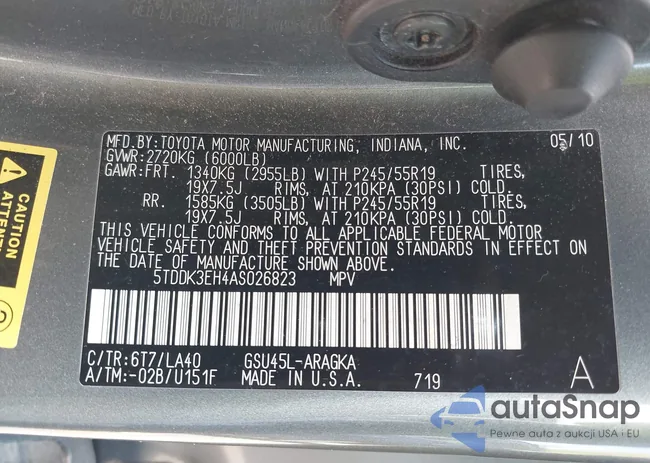 CAUTION
ATTENTI
MFD.BY:TOYOTA MOTOR MANUFACTURING, INDIANA, INC. 05/10
GVWR:2720KG (6000LB)
GAWR:FRT. 1340KG (2955LB) WITH P245/55R19 TIRES,
19X7.5J RIMS, AT 210KPA (30PSI) COLD.
RR. 1585KG (3505LB) WITH P245/55R19 TIRES,
19X7.5J RIMS, AT 210KPA (30PSI) COLD.
THIS VEHICLE CONFORMS TO ALL APPLICABLE FEDERAL MOTOR
VEHICLE SAFETY AND THEFT PREVENTION STANDARDS IN EFFECT ON
THE DATE OF MANUFACTURE SHOWN ABOVE.
5TDDK3EH4AS026823 MPV
C/TR:6T7/LA40 GSU45L-ARAGKA
A/TM:-02B/U151F MADE IN U.S.A. 719 A
autaSnap
Pewne auta z aukcji USA i EU